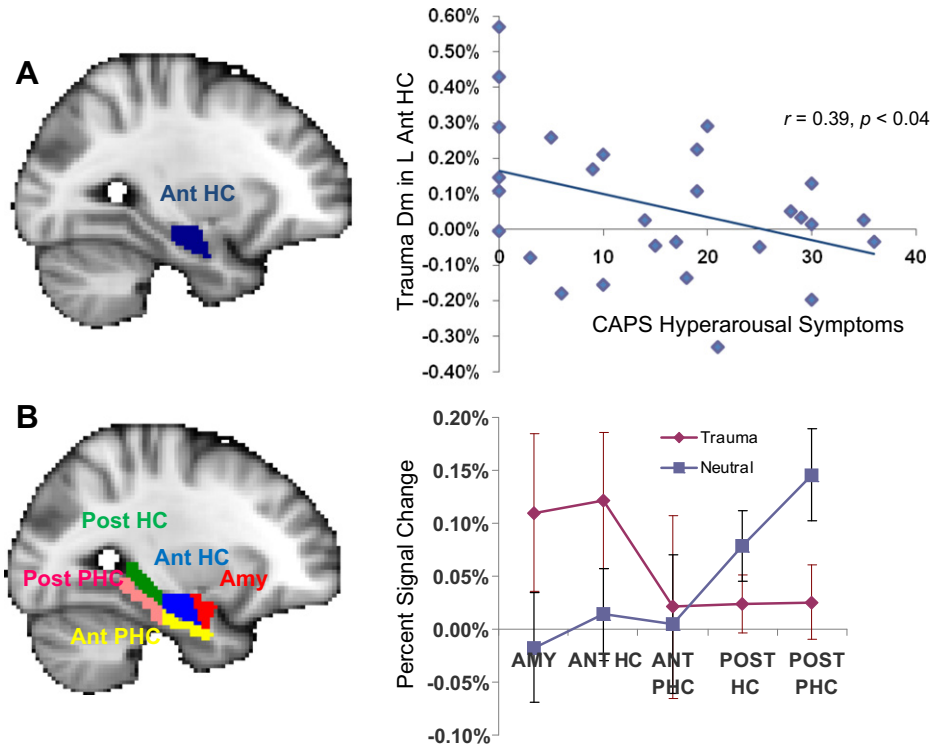 A
Ant HC
Trauma Dm in L Ant HC
0.60%
0.50%
0.40%
0.30%
0.20%
0.10%
0.00%
-0.10%
-0.20%
-0.30%
-0.40%
0 10 20 30 40
r = 0.39, p < 0.04
CAPS Hyperarousal Symptoms
B
Post HC
Ant HC
Post PHC
Amy
Ant PHC
Percent Signal Change
0.20%
0.15%
0.10%
0.05%
0.00%
-0.05%
-0.10%
Trauma
Neutral
AMY ANT HC ANT POST POST
PHC HC PHC